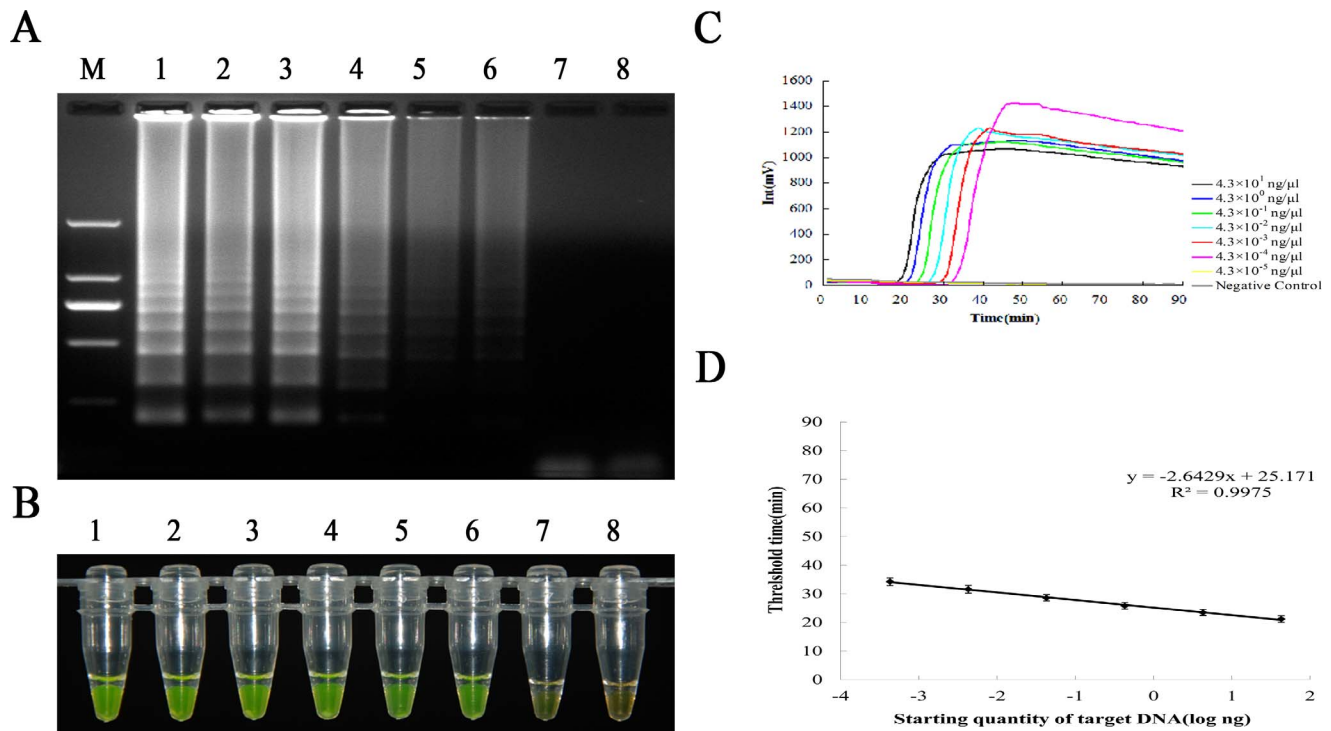 A
M 1 2 3 4 5 6 7 8
B
1 2 3 4 5 6 7 8
C
1600
1400
1200
1000
800
600
400
200
0
Int(mV)
0 10 20 30 40 50 60 70 80 90
Time(min)
4.3×10¹ ng/μl
4.3×10⁰ ng/μl
4.3×10⁻¹ ng/μl
4.3×10⁻² ng/μl
4.3×10⁻³ ng/μl
4.3×10⁻⁴ ng/μl
4.3×10⁻⁵ ng/μl
Negative Control
D
90
80
70
60
50
40
30
20
10
0
Threlshold time(min)
y = -2.6429x + 25.171
R² = 0.9975
-4 -3 -2 -1 0 1 2
Starting quantity of target DNA(log ng)